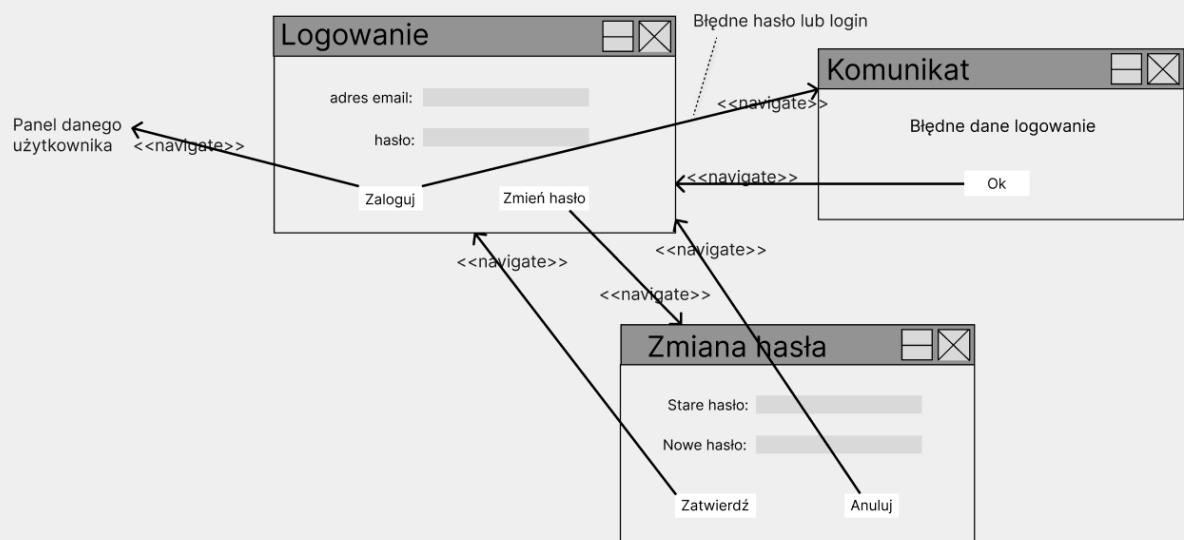 Błędne hasło lub login
Logowanie
Komunikat
adres email:
<<navigate>>
Błędne dane logowanie
Panel danego
użytkownika
<<navigate>>
hasło:
<<navigate>>
Ok
Zaloguj
Zmień hasło
<<navigate>>
<<navigate>>
<<navigate>>
Zmiana hasła
Stare hasło:
Nowe hasło:
Zatwierdź
Anuluj